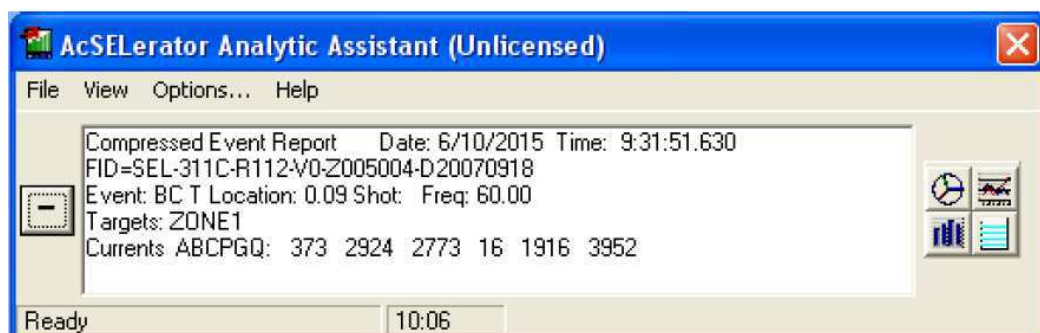 AcSELerator Analytic Assistant (Unlicensed)
File View Options... Help
Compressed Event Report Date: 6/10/2015 Time: 9:31:51.630
FID=SEL-311C-R112-V0-Z005004-D20070918
Event: BC T Location: 0.09 Shot: Freq: 60.00
Targets: ZONE1
Currents ABCPGQ: 373 2924 2773 16 1916 3952
Ready 10:06